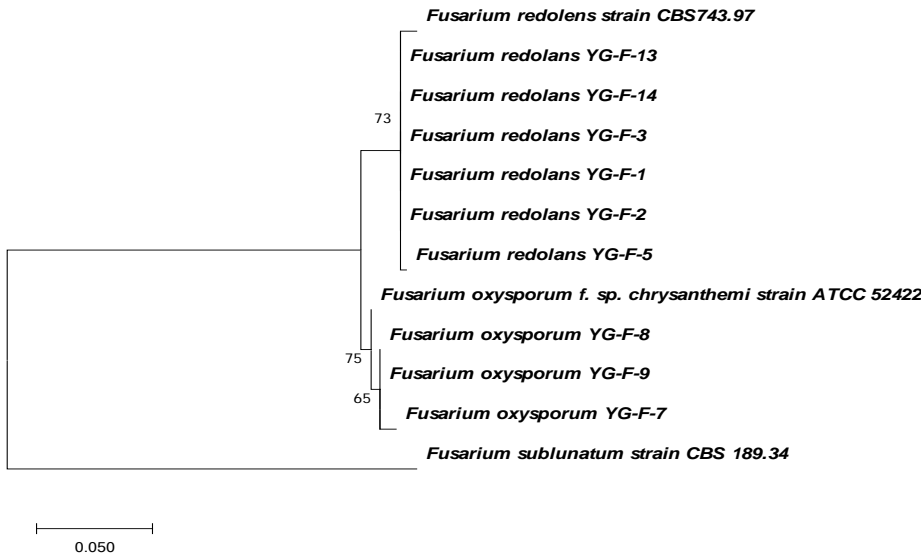 Fusarium redolens strain CBS743.97
Fusarium redolans YG-F-13
Fusarium redolans YG-F-14
73
Fusarium redolans YG-F-3
Fusarium redolans YG-F-1
Fusarium redolans YG-F-2
Fusarium redolans YG-F-5
Fusarium oxysporum f. sp. chrysanthemi strain ATCC 52422
Fusarium oxysporum YG-F-8
75
Fusarium oxysporum YG-F-9
65
Fusarium oxysporum YG-F-7
Fusarium sublunatum strain CBS 189.34
0.050